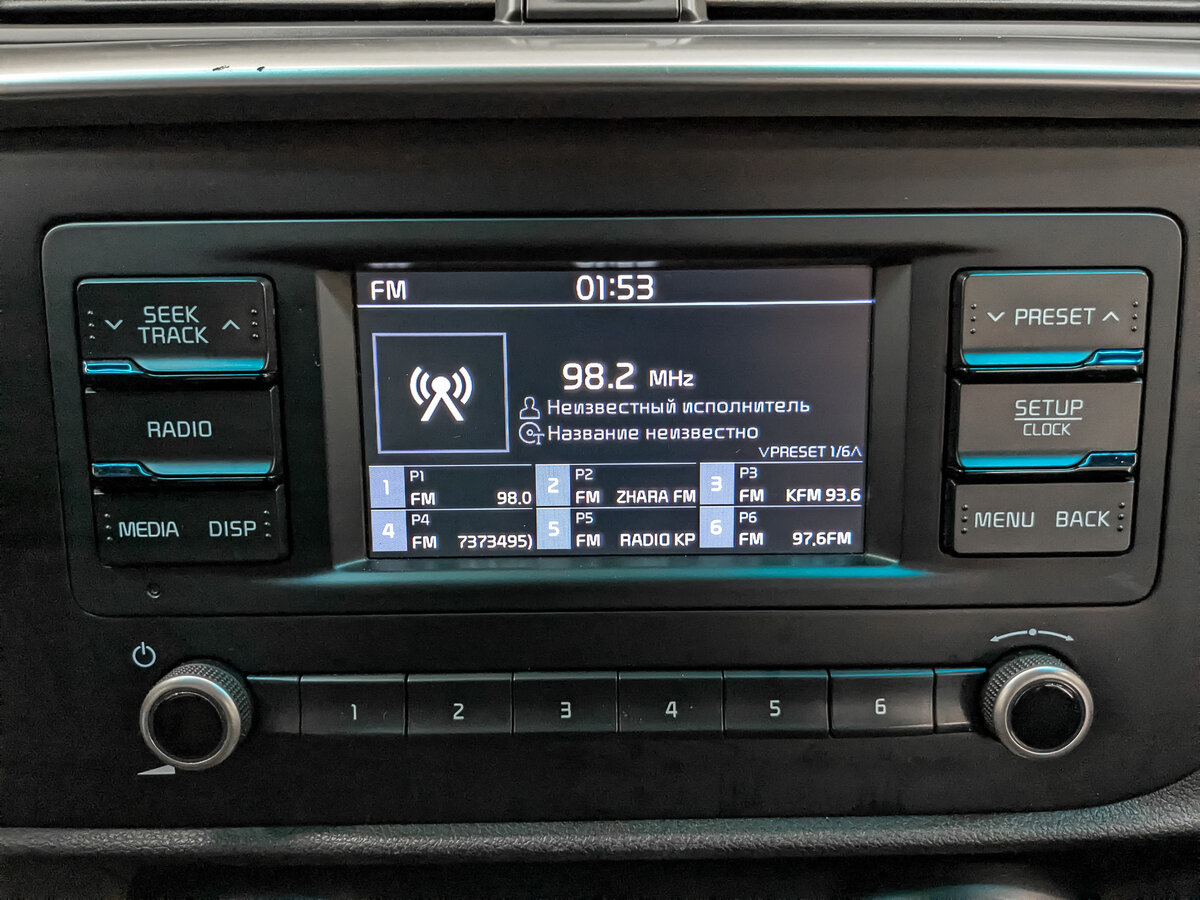 FM 01:53
SEEK
TRACK
RADIO
MEDIA DISP
98.2 MHz
Неизвестный исполнитель
Название неизвестно
PRESET 1/6
1 P1 FM 98.0
2 P2 FM ZHARA FM
3 P3 FM KFM 93.6
4 P4 FM 7373495)
5 P5 FM RADIO KP
6 P6 FM 97,6FM
PRESET
SETUP
CLOCK
MENU BACK
1 2 3 4 5 6